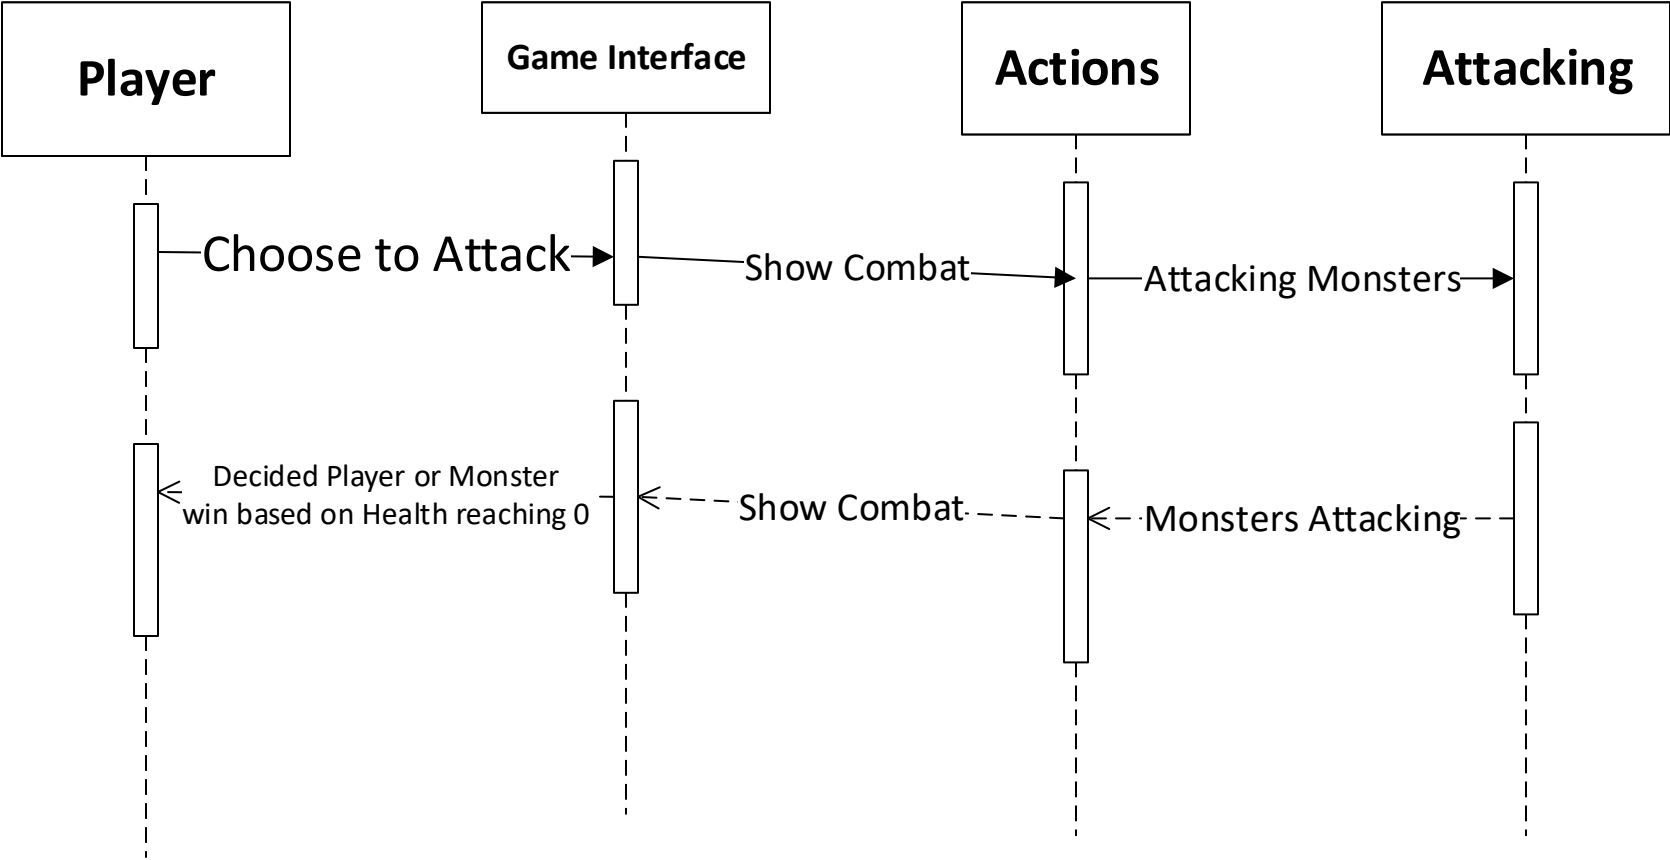 Player
Game Interface
Actions
Attacking
Choose to Attack
Show Combat
Attacking Monsters
Decided Player or Monster
win based on Health reaching 0
Show Combat
Monsters Attacking